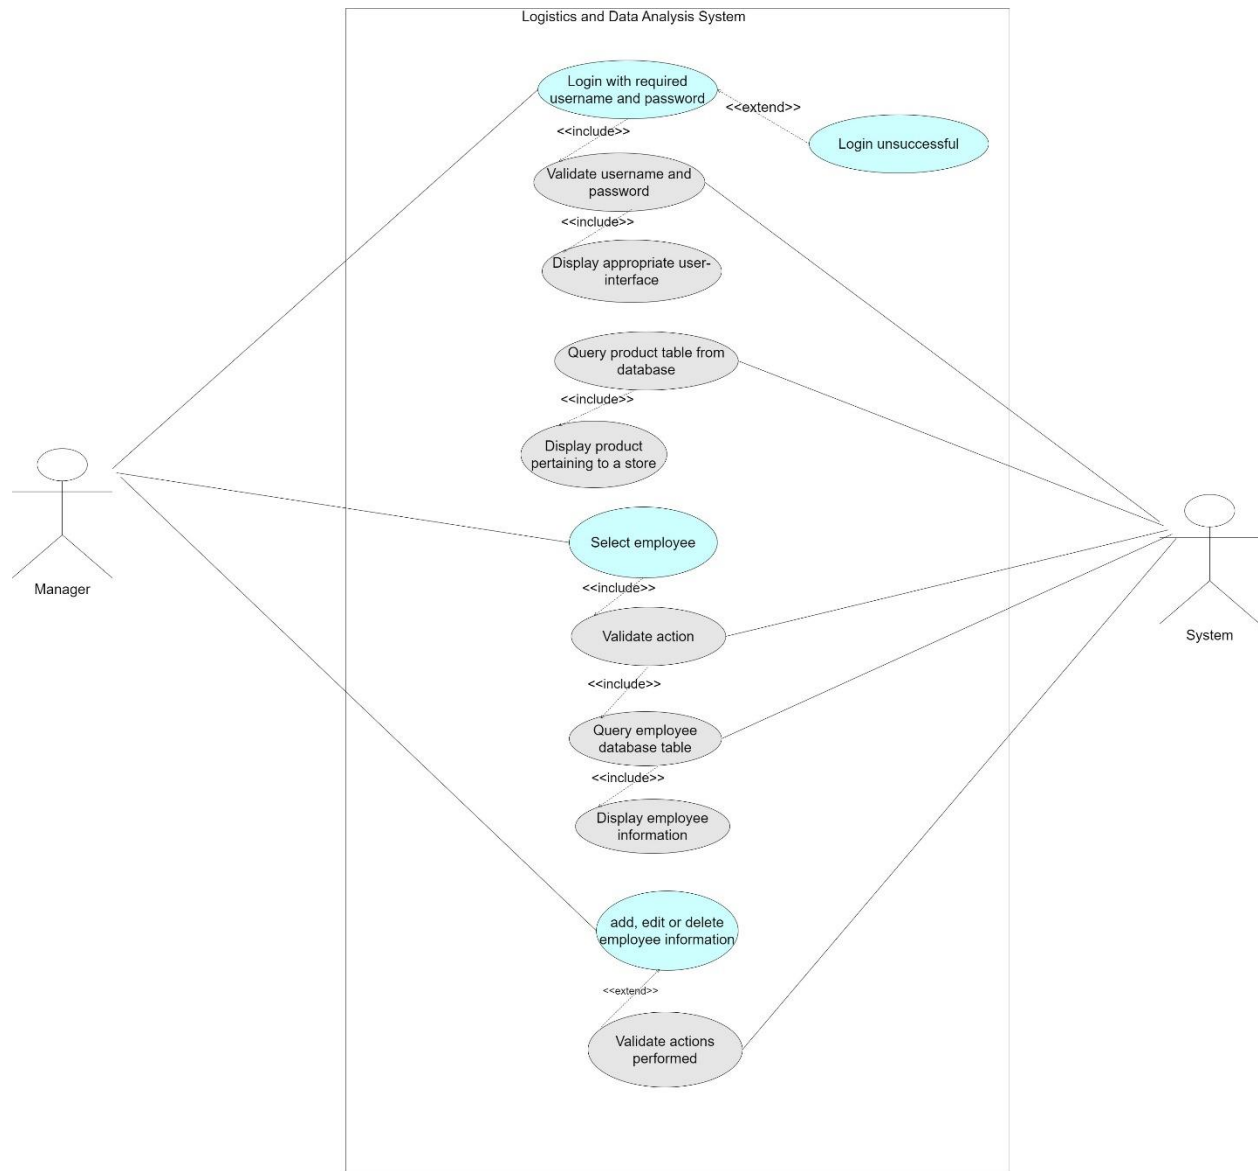 Logistics and Data Analysis System
Login with required
username and password
<<extend>>
Login unsuccessful
<<include>>
Validate username and
password
<<include>>
Display appropriate user-
interface
Query product table from
database
<<include>>
Display product
pertaining to a store
Select employee
<<include>>
Manager
Validate action
System
<<include>>
Query employee
database table
<<include>>
Display employee
information
add, edit or delete
employee information
<<extend>>
Validate actions
performed